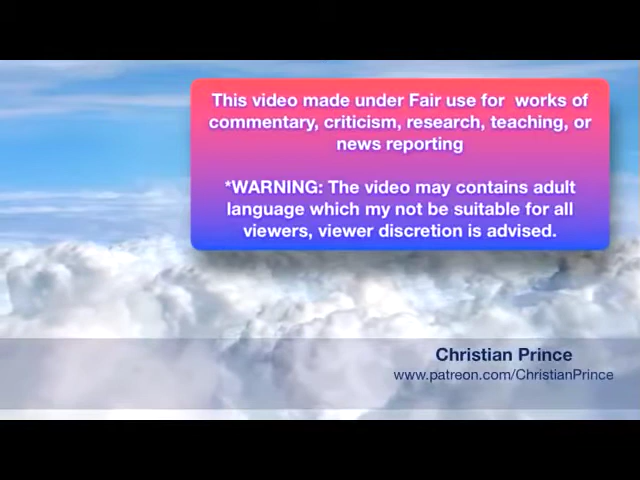 This video made under Fair use for works of
commentary, criticism, research, teaching, or
news reporting
*WARNING: The video may contains adult
language which my not be suitable for all
viewers, viewer discretion is advised.
Christian Prince
www.patreon.com/ChristianPrince